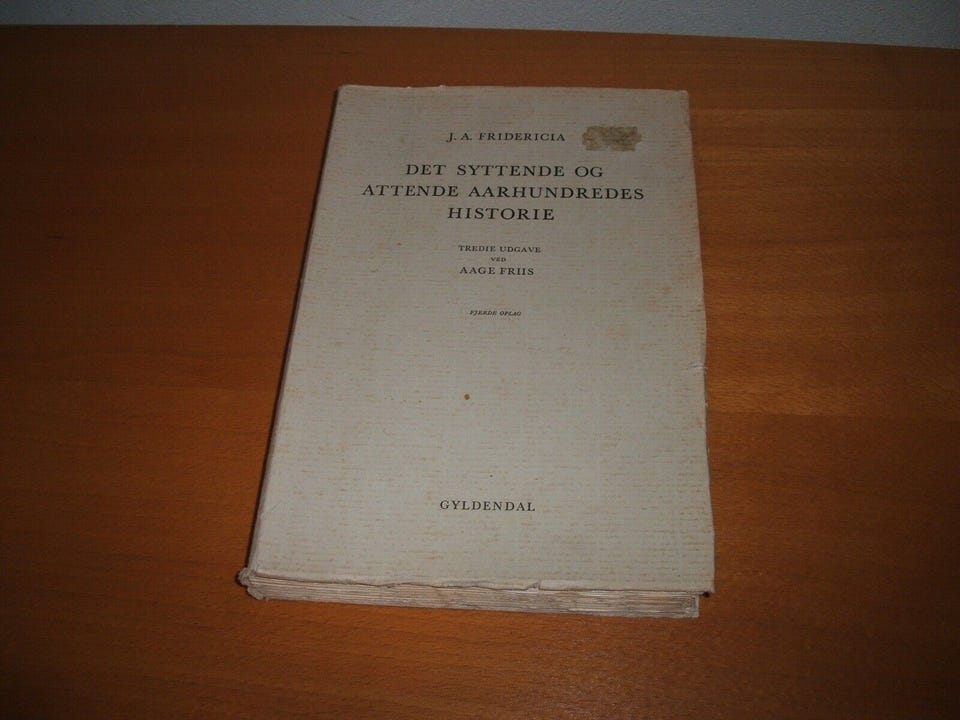 J. A. FRIDERICIA
DET SYTTENDE OG
ATTENDE AARHUNDREDES
HISTORIE
TREDIE UDGAVE
VED
AAGE FRIIS
FJERDE OPLAG
GYLDENDAL